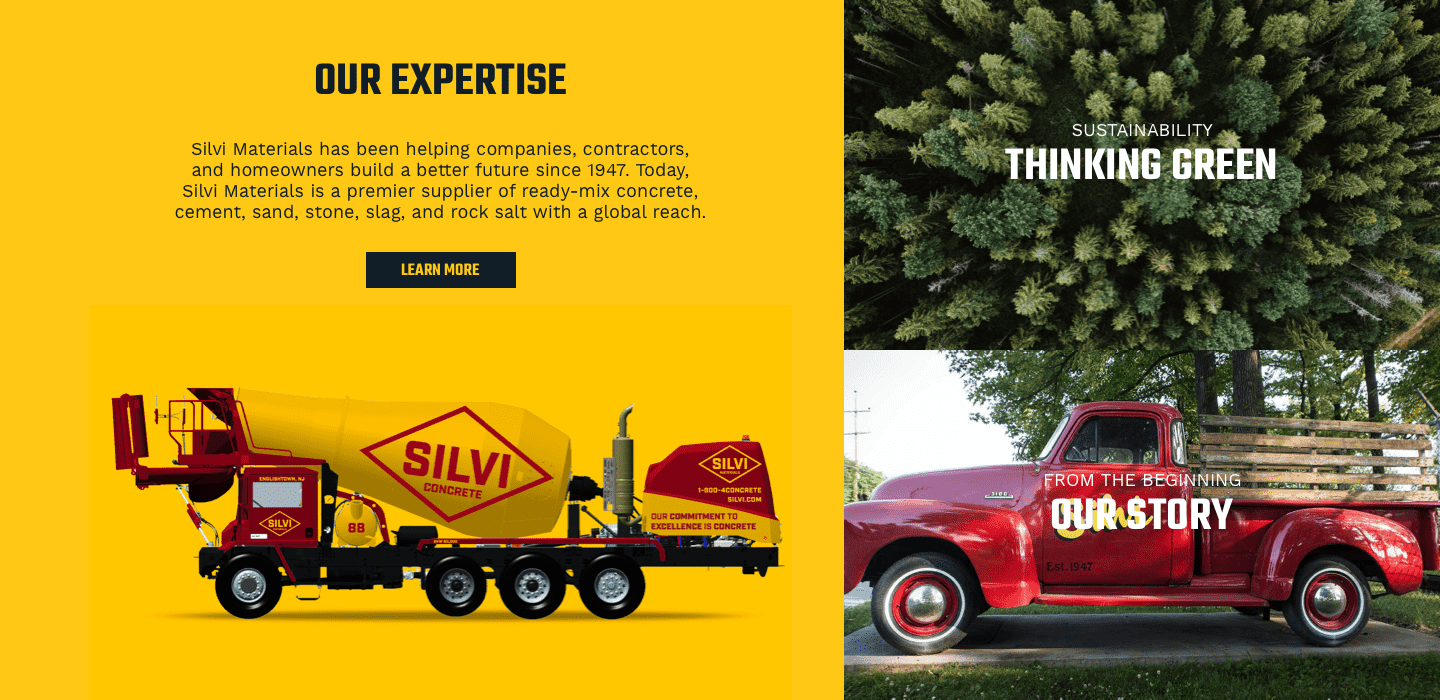 OUR EXPERTISE
Silvi Materials has been helping companies, contractors,
and homeowners build a better future since 1947. Today,
Silvi Materials is a premier supplier of ready-mix concrete,
cement, sand, stone, slag, and rock salt with a global reach.
LEARN MORE
SILVI
CONCRETE
ENGLISHTOWN, NJ
SILVI
88
SILVI
MATERIALS
1-800-4CONCRETE
SILVI.COM
OUR COMMITMENT TO
EXCELLENCE IS CONCRETE
SUSTAINABILITY
THINKING GREEN
FROM THE BEGINNING
OUR STORY
Est. 1947